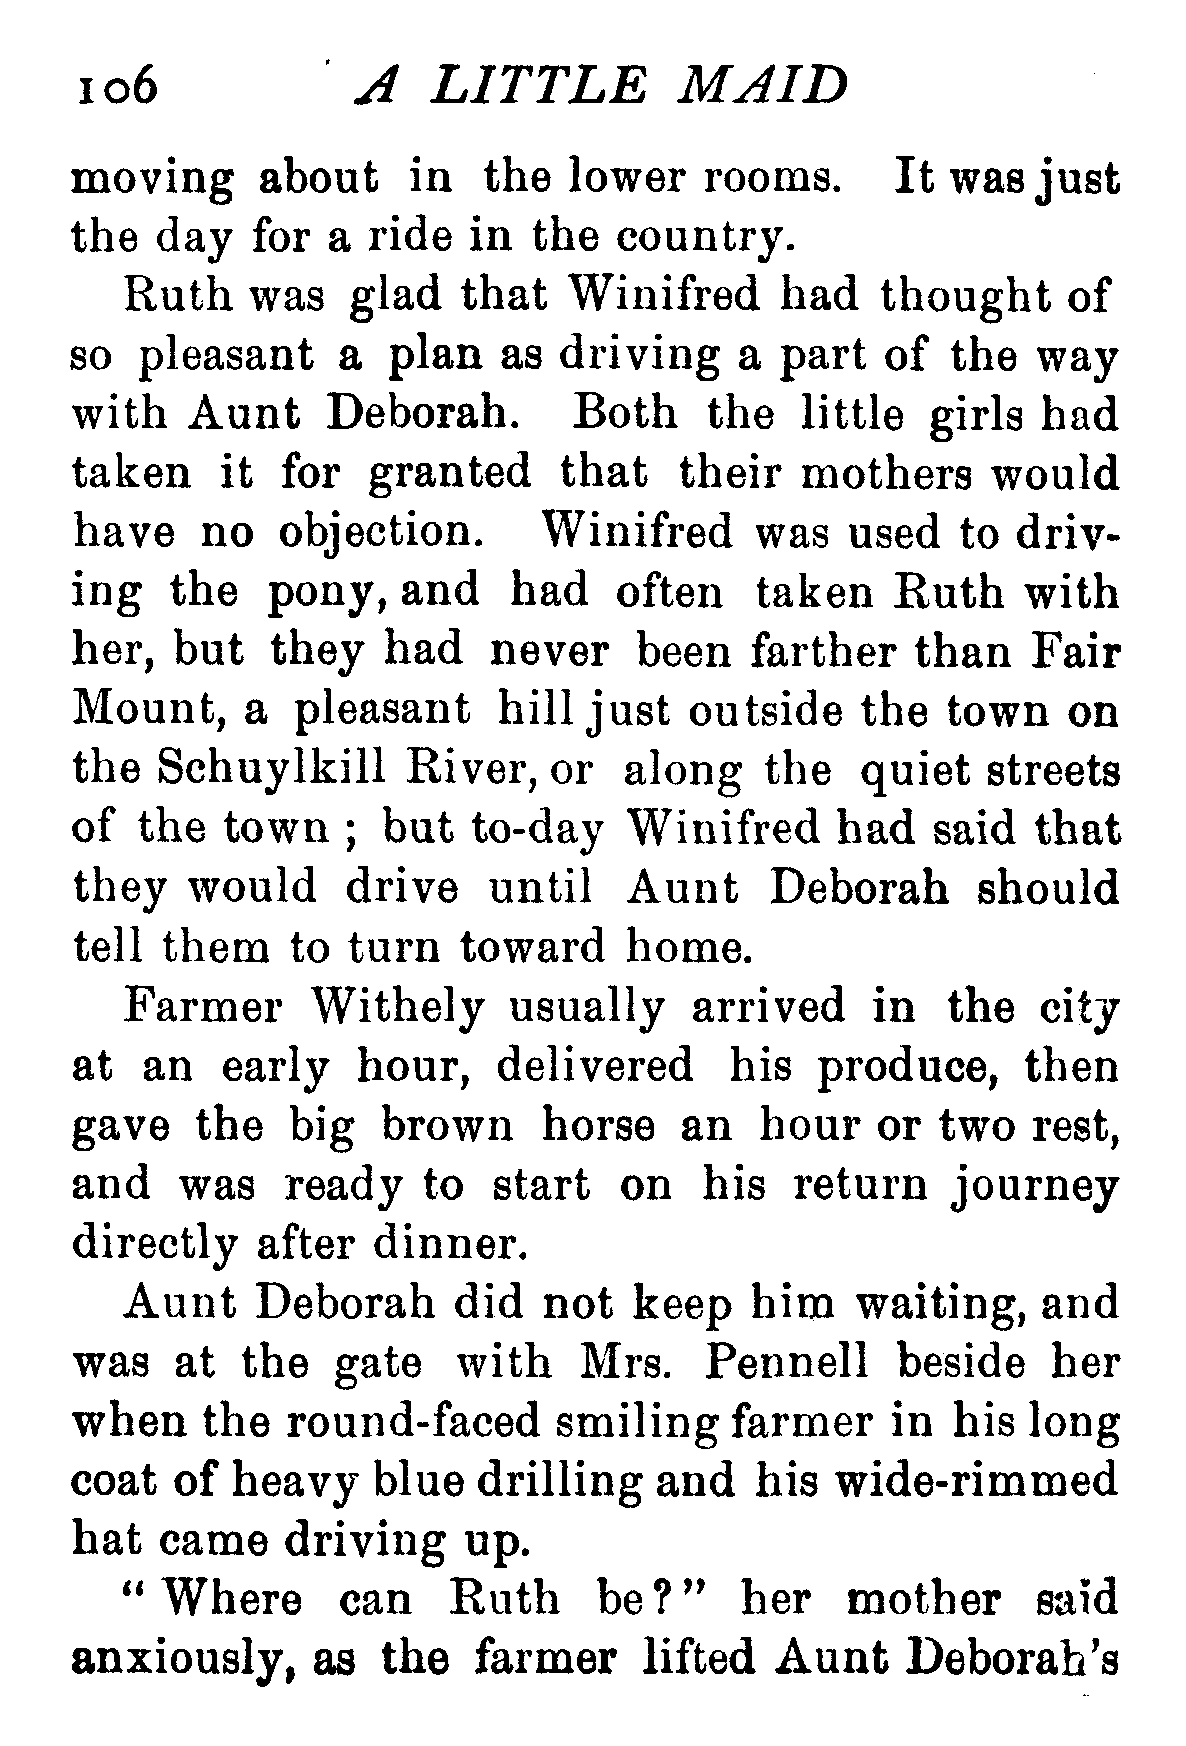 106 A LITTLE MAID
moving about in the lower rooms. It was just
the day for a ride in the country.
Ruth was glad that Winifred had thought of
so pleasant a plan as driving a part of the way
with Aunt Deborah. Both the little girls had
taken it for granted that their mothers would
have no objection. Winifred was used to driv-
ing the pony, and had often taken Ruth with
her, but they had never been farther than Fair
Mount, a pleasant hill just outside the town on
the Schuylkill River, or along the quiet streets
of the town ; but to-day Winifred had said that
they would drive until Aunt Deborah should
tell them to turn toward home.
Farmer Withely usually arrived in the city
at an early hour, delivered his produce, then
gave the big brown horse an hour or two rest,
and was ready to start on his return journey
directly after dinner.
Aunt Deborah did not keep him waiting, and
was at the gate with Mrs. Pennell beside her
when the round-faced smiling farmer in his long
coat of heavy blue drilling and his wide-rimmed
hat came driving up.
“ Where can Ruth be ? ” her mother said
anxiously, as the farmer lifted Aunt Deborah's